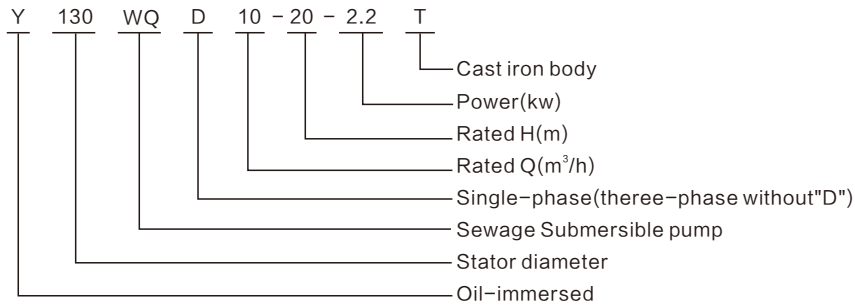 Y 130 WQ D 10 - 20 - 2.2 T
Cast iron body
Power(kw)
Rated H(m)
Rated Q(m³/h)
Single-phase(theree-phase without"D")
Sewage Submersible pump
Stator diameter
Oil-immersed